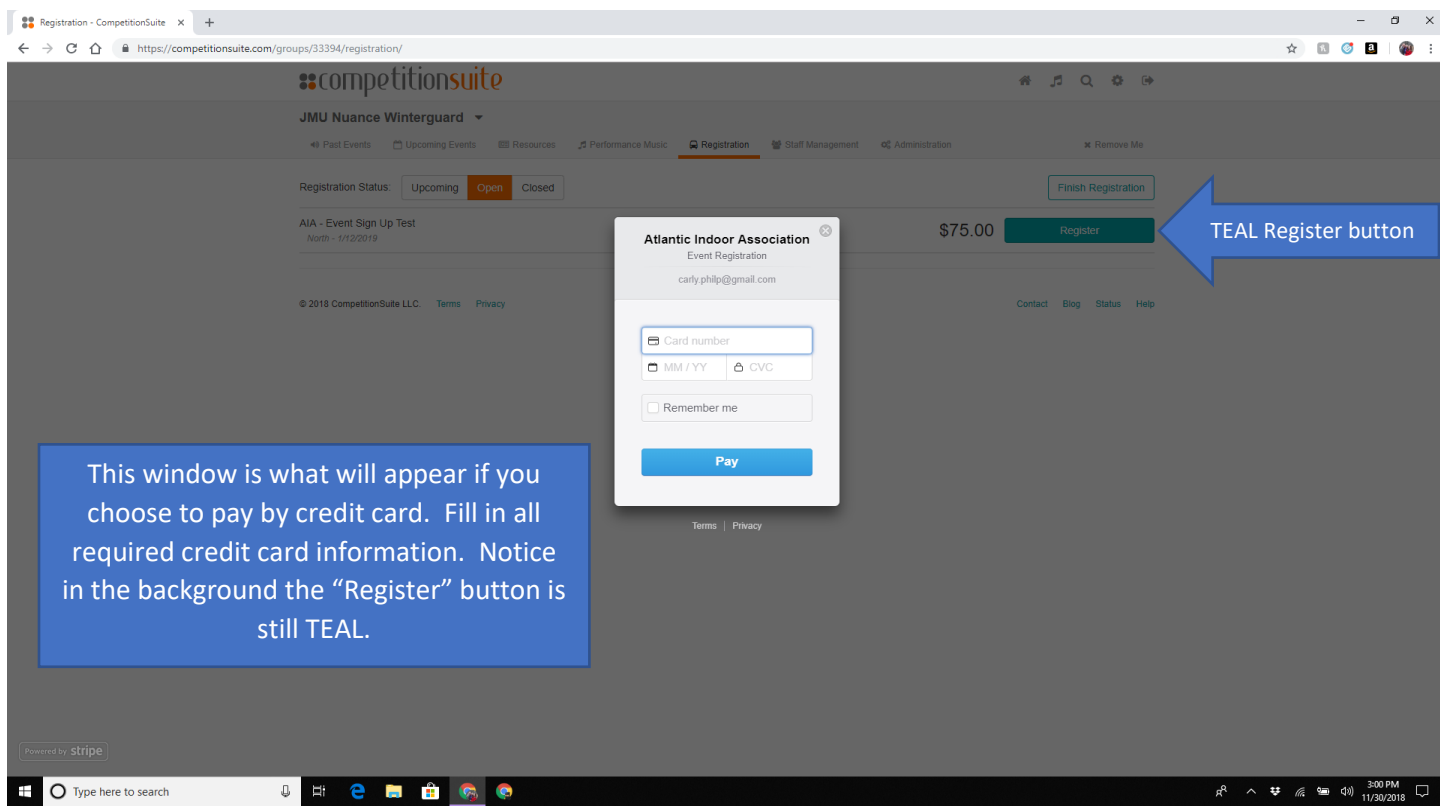 Registration - CompetitionSuite
https://competitionsuite.com/groups/33394/registration/
competitionsuite
JMU Nuance Winterguard
Past Events Upcoming Events Resources Performance Music Registration Staff Management Administration Remove Me
Registration Status: Upcoming Open Closed Finish Registration
AIA - Event Sign Up Test
North - 1/12/2019
$75.00 Register
TEAL Register button
Atlantic Indoor Association
Event Registration
carly.philp@gmail.com
Card number
MM / YY CVC
Remember me
Pay
Terms | Privacy
© 2018 CompetitionSuite LLC. Terms Privacy Contact Blog Status Help
This window is what will appear if you
choose to pay by credit card. Fill in all
required credit card information. Notice
in the background the “Register” button is
still TEAL.
Powered by stripe
Type here to search
3:00 PM
11/30/2018